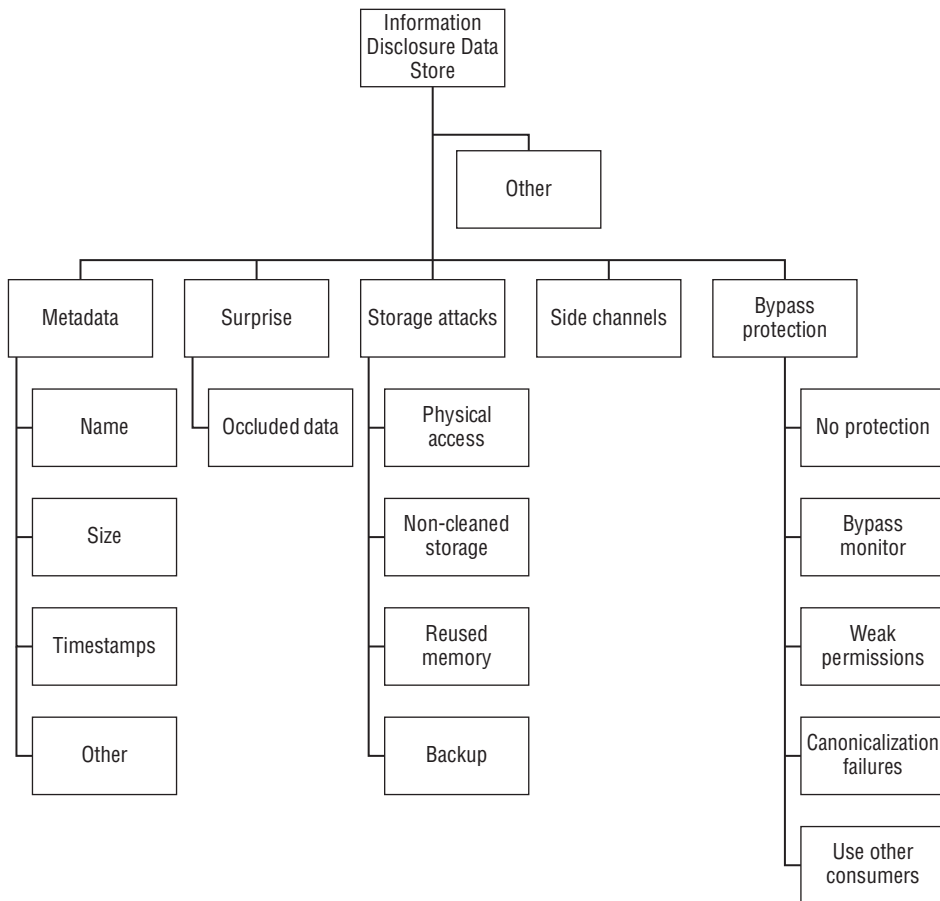 Information
Disclosure Data
Store
Other
Metadata
Surprise
Storage attacks
Side channels
Bypass
protection
Name
Size
Timestamps
Other
Occluded data
Physical
access
Non-cleaned
storage
Reused
memory
Backup
No protection
Bypass
monitor
Weak
permissions
Canonicalization
failures
Use other
consumers